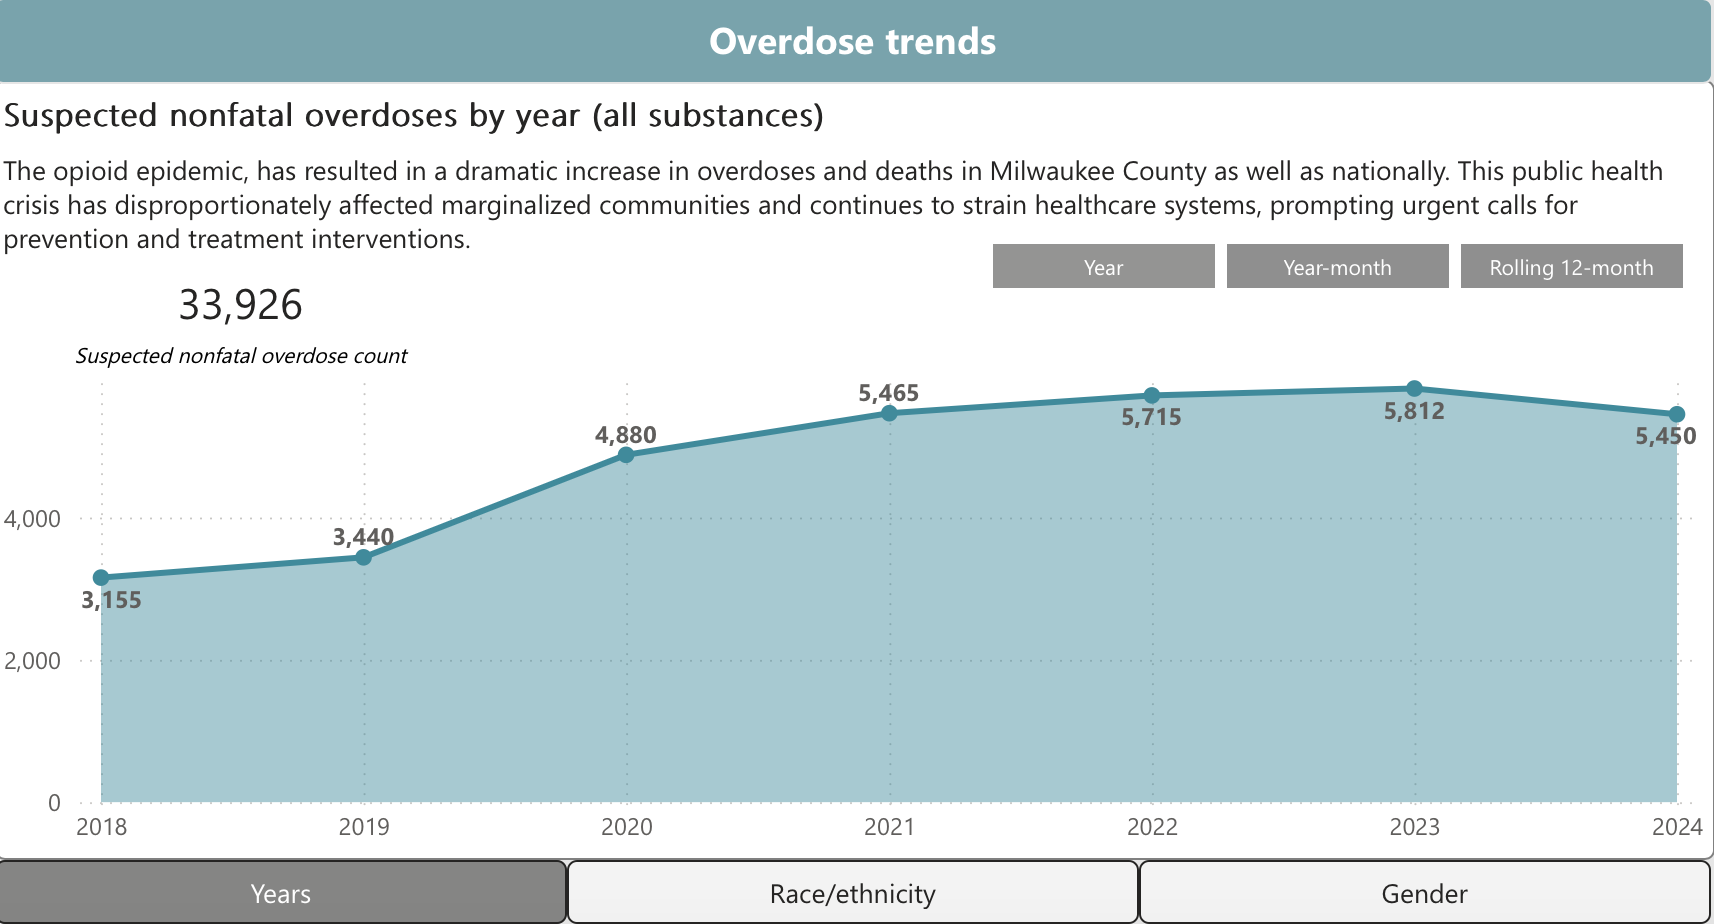 Overdose trends
Suspected nonfatal overdoses by year (all substances)
The opioid epidemic, has resulted in a dramatic increase in overdoses and deaths in Milwaukee County as well as nationally. This public health
crisis has disproportionately affected marginalized communities and continues to strain healthcare systems, prompting urgent calls for
prevention and treatment interventions.
Year Year-month Rolling 12-month
33,926
Suspected nonfatal overdose count
3,155 3,440 4,880 5,465 5,715 5,812 5,450
4,000
2,000
0
2018 2019 2020 2021 2022 2023 2024
Years Race/ethnicity Gender